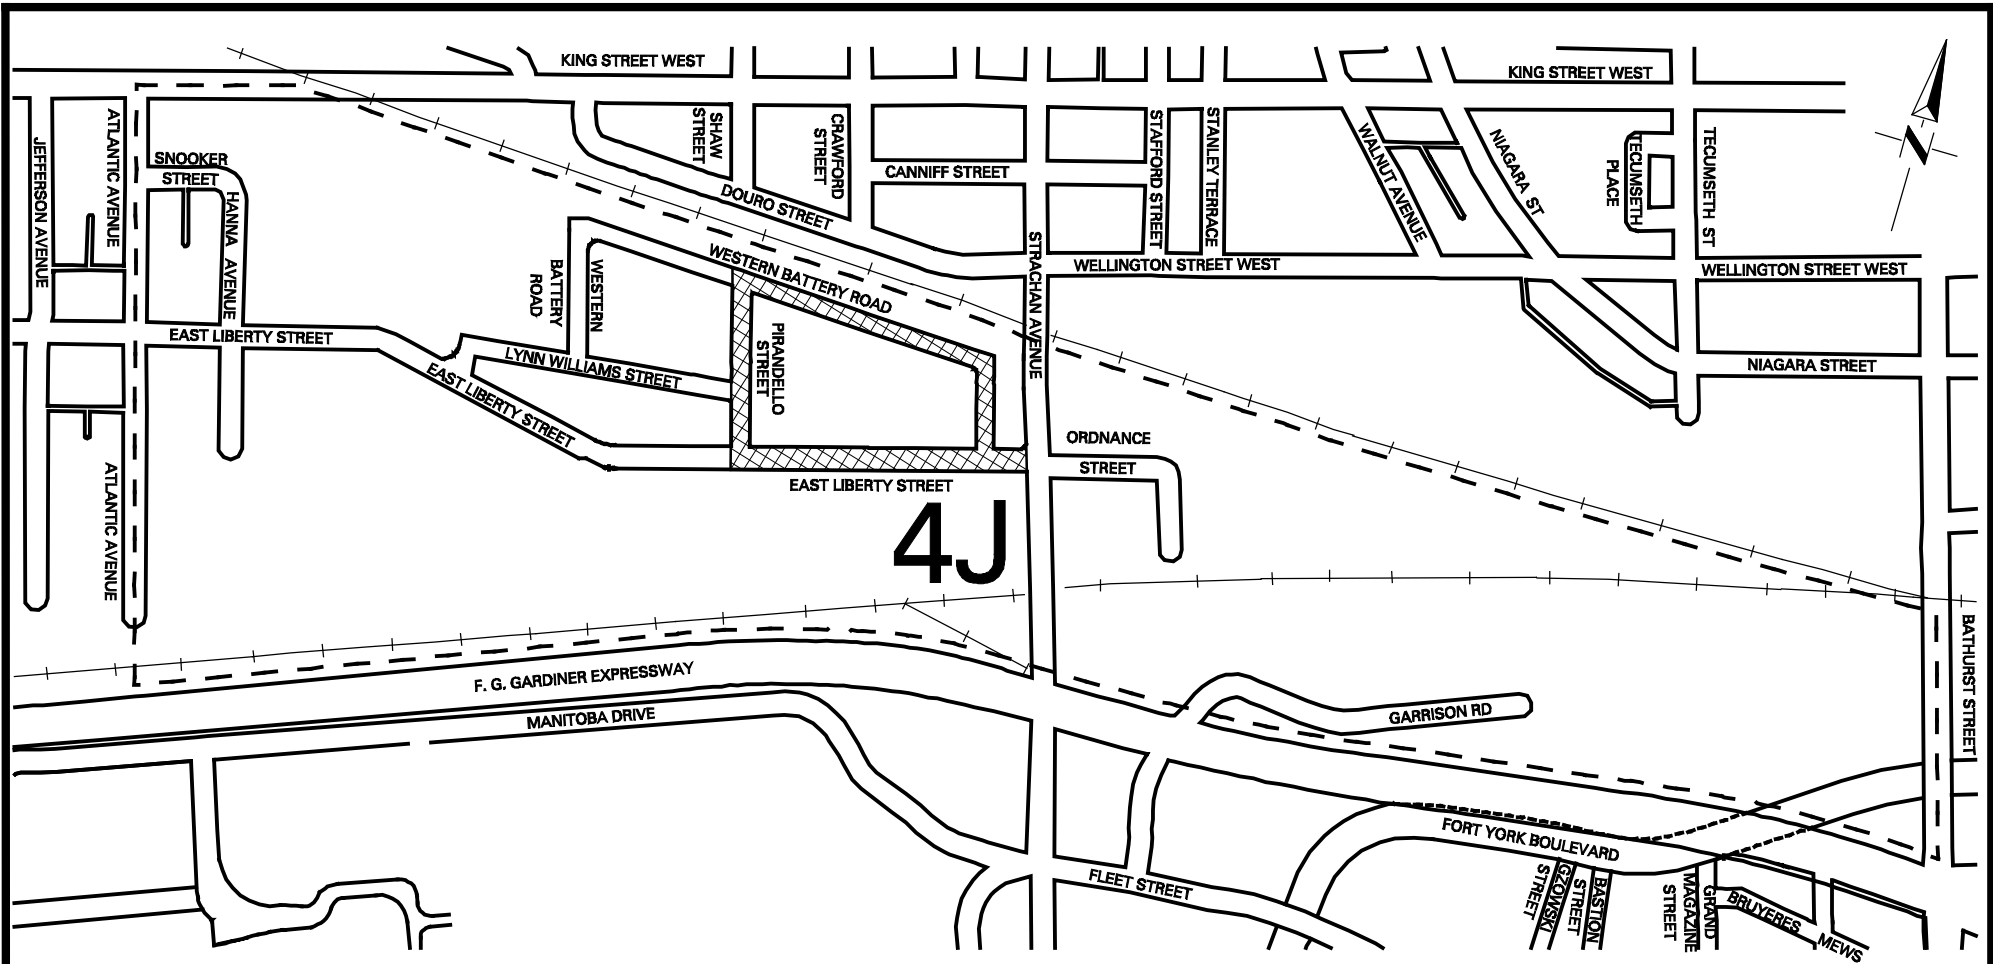 KING STREET WEST
KING STREET WEST
JEFFERSON AVENUE
ATLANTIC AVENUE
SNOOKER
STREET
HANNA AVENUE
SHAW
STREET
CRAWFORD
STREET
DOURO STREET
CANNIFF STREET
STAFFORD STREET
STANLEY TERRACE
WALNUT AVENUE
NIAGARA ST
TECUMSETH
PLACE
TECUMSETH ST
N
WESTERN
BATTERY
ROAD
WESTERN BATTERY ROAD
STRACHAN AVENUE
WELLINGTON STREET WEST
WELLINGTON STREET WEST
EAST LIBERTY STREET
LYNN WILLIAMS STREET
EAST LIBERTY STREET
PIRANDELLO
STREET
NIAGARA STREET
ORDNANCE
STREET
EAST LIBERTY STREET
4J
ATLANTIC AVENUE
BATHURST STREET
F. G. GARDINER EXPRESSWAY
MANITOBA DRIVE
GARRISON RD
FORT YORK BOULEVARD
FLEET STREET
GZOWSKI
STREET
BASTION
STREET
GRAND
MAGAZINE
STREET
BRUYERES
MEWS